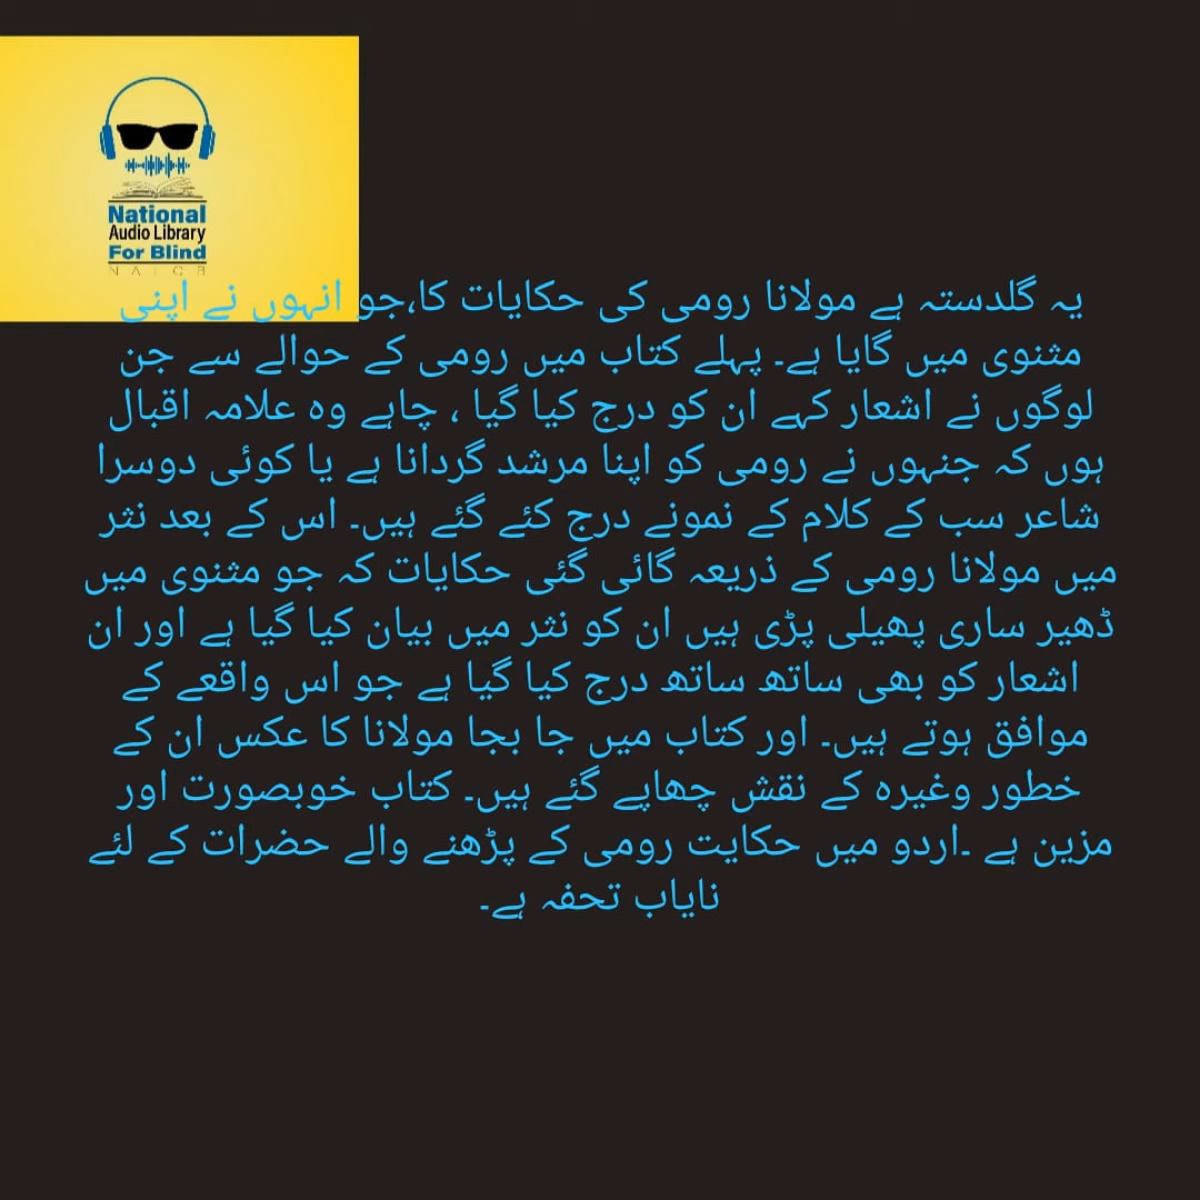 National
Audio Library
For Blind
N A L C B
یہ گلدستہ ہے مولانا رومی کی حکایات کا،جو انہوں نے اپنی
مثنوی میں گایا ہے۔ پہلے کتاب میں رومی کے حوالے سے جن
لوگوں نے اشعار کہے ان کو درج کیا گیا ، چاہے وہ علامہ اقبال
ہوں کہ جنہوں نے رومی کو اپنا مرشد گردانا ہے یا کوئی دوسرا
شاعر سب کے کلام کے نمونے درج کئے گئے ہیں۔ اس کے بعد نثر
میں مولانا رومی کے ذریعہ گائی گئی حکایات کہ جو مثنوی میں
ڈھیر ساری پھیلی پڑی ہیں ان کو نثر میں بیان کیا گیا ہے اور ان
اشعار کو بھی ساتھ ساتھ درج کیا گیا ہے جو اس واقعے کے
موافق ہوتے ہیں۔ اور کتاب میں جا بجا مولانا کا عکس ان کے
خطور وغیرہ کے نقش چھاپے گئے ہیں۔ کتاب خوبصورت اور
مزین ہے ۔اردو میں حکایت رومی کے پڑھنے والے حضرات کے لئے
نایاب تحفہ ہے۔